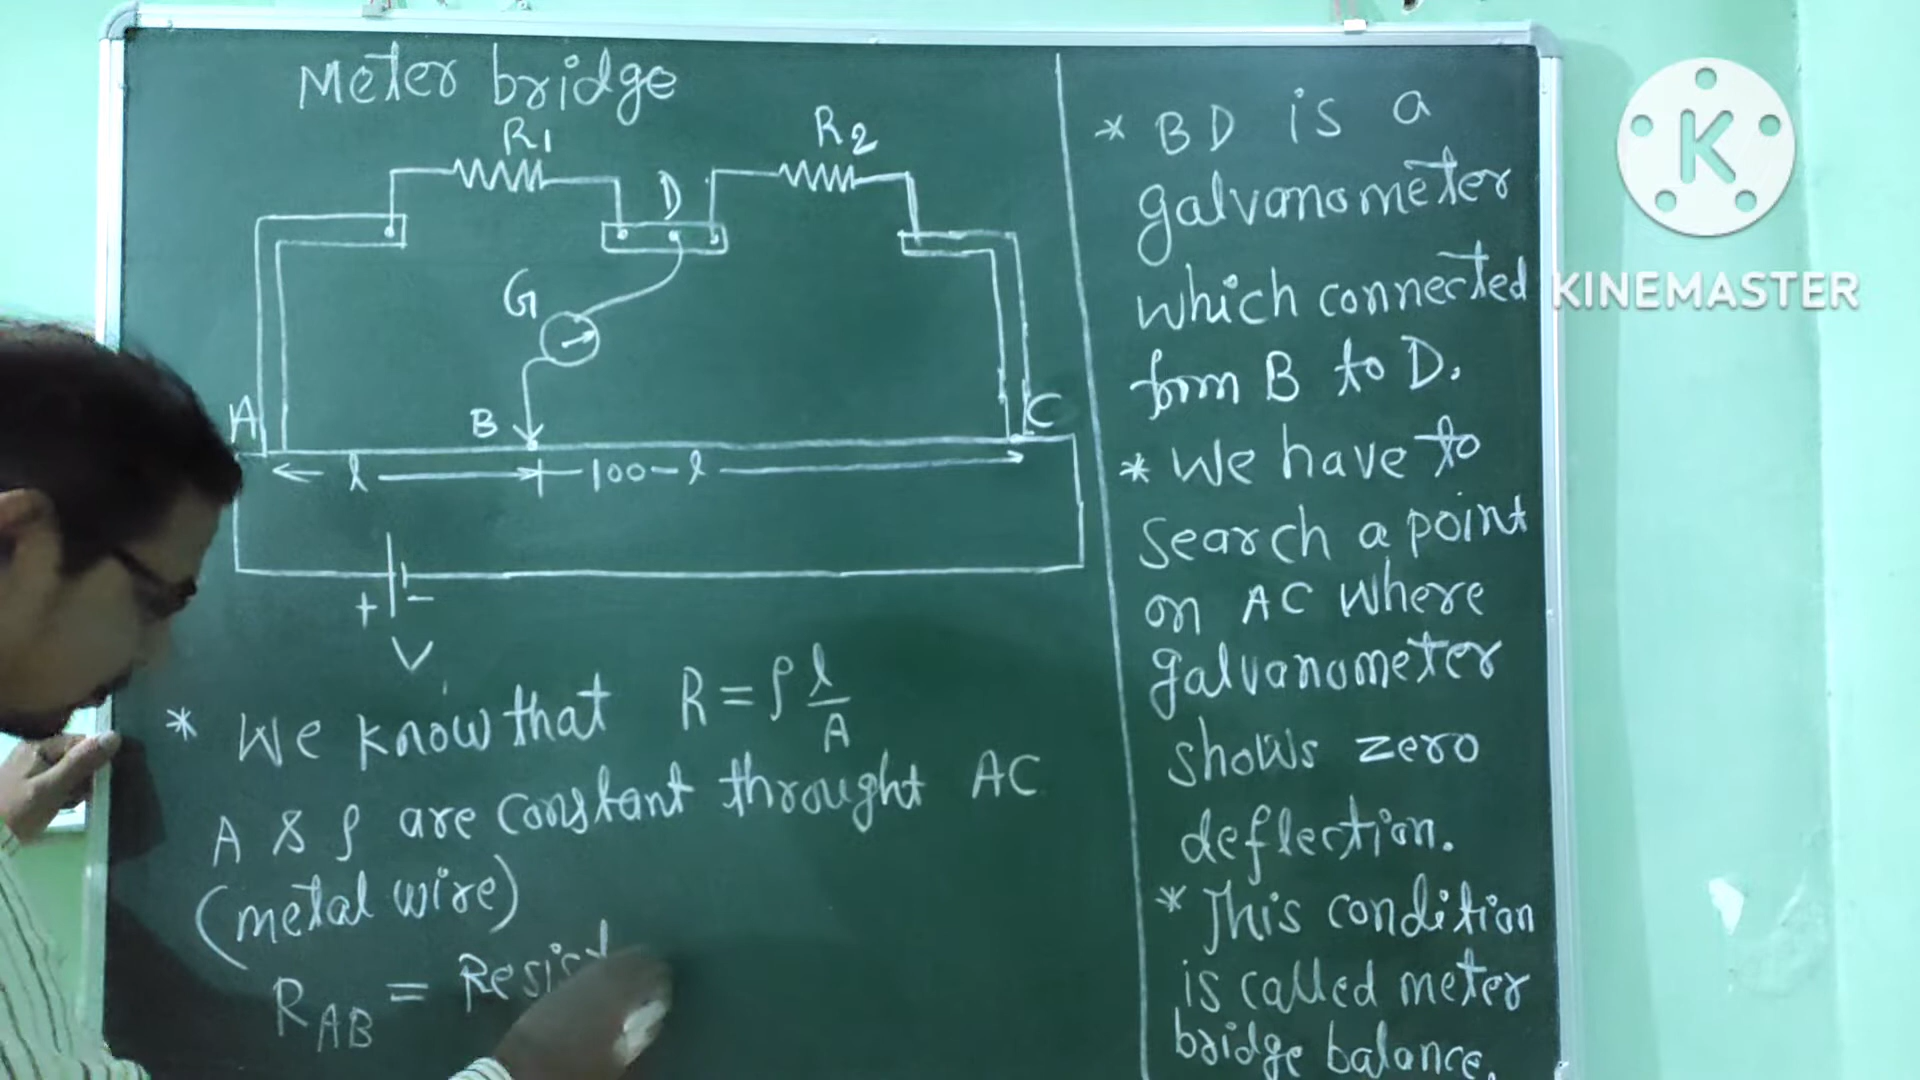 Meter bridge
R1
R2
D
G
A
B
C
l
100-l
+
-
V
* We know that R = ρ l/A
A & ρ are constant throught AC
(metal wire)
R_AB = Resist
* BD is a
galvanometer
which connected
from B to D.
* We have to
search a point
on AC where
galvanometer
shows zero
deflection.
* This condition
is called meter
bridge balance.
K
KINEMASTER